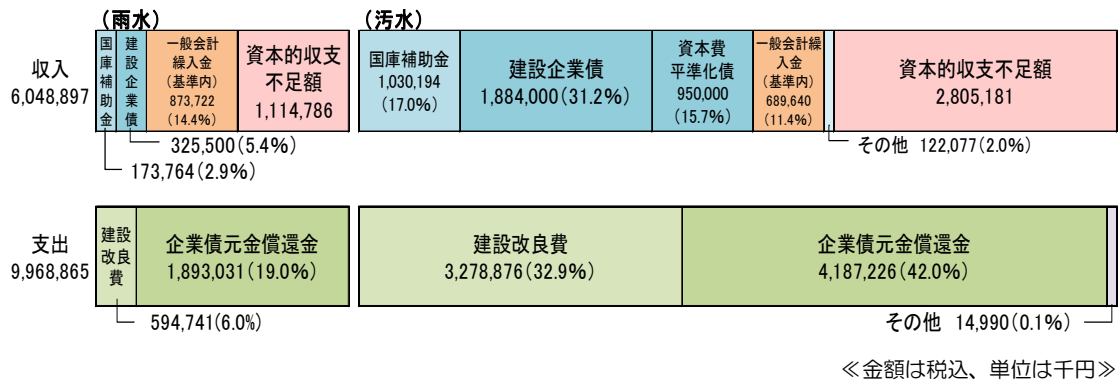 （雨水）
（汚水）
収入
6,048,897
国
庫
補
助
金
建
設
企
業
債
一般会計
繰入金
(基準内)
873,722
(14.4%)
資本的収支
不足額
1,114,786
325,500(5.4%)
173,764(2.9%)
国庫補助金
1,030,194
(17.0%)
建設企業債
1,884,000(31.2%)
資本費
平準化債
950,000
(15.7%)
一般会計繰
入金
(基準内)
689,640
(11.4%)
資本的収支不足額
2,805,181
その他 122,077(2.0%)
支出
9,968,865
建設
改良
費
企業債元金償還金
1,893,031(19.0%)
594,741(6.0%)
建設改良費
3,278,876(32.9%)
企業債元金償還金
4,187,226(42.0%)
その他 14,990(0.1%)
≪金額は税込、単位は千円≫